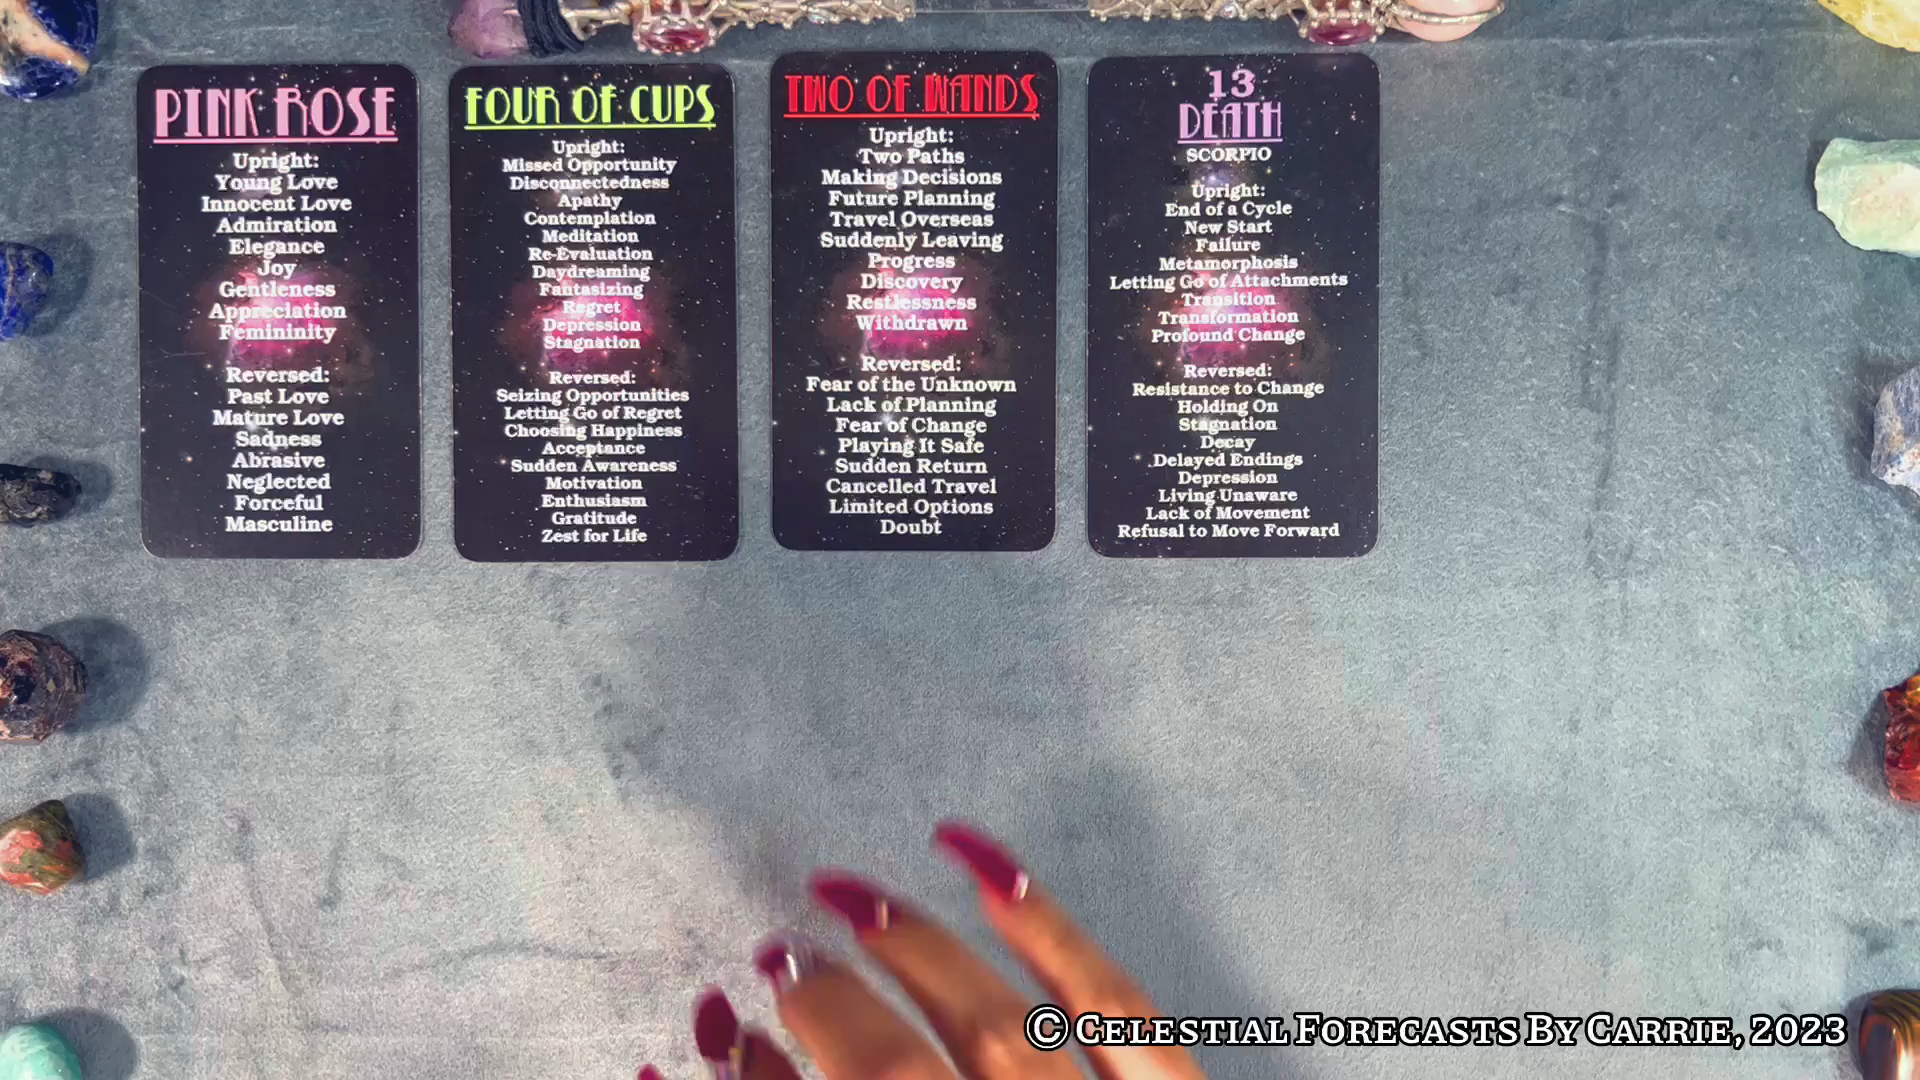 PINK ROSE
Upright:
Young Love
Innocent Love
Admiration
Elegance
Joy
Gentleness
Appreciation
Femininity
Reversed:
Past Love
Mature Love
Sadness
Abrasive
Neglected
Forceful
Masculine
FOUR OF CUPS
Upright:
Missed Opportunity
Disconnectedness
Apathy
Contemplation
Meditation
Re-Evaluation
Daydreaming
Fantasizing
Regret
Depression
Stagnation
Reversed:
Seizing Opportunities
Letting Go of Regret
Choosing Happiness
Acceptance
Sudden Awareness
Motivation
Enthusiasm
Gratitude
Zest for Life
TWO OF WANDS
Upright:
Two Paths
Making Decisions
Future Planning
Travel Overseas
Suddenly Leaving
Progress
Discovery
Restlessness
Withdrawn
Reversed:
Fear of the Unknown
Lack of Planning
Fear of Change
Playing It Safe
Sudden Return
Cancelled Travel
Limited Options
Doubt
13
DEATH
SCORPIO
Upright:
End of a Cycle
New Start
Failure
Metamorphosis
Letting Go of Attachments
Transition
Transformation
Profound Change
Reversed:
Resistance to Change
Holding On
Stagnation
Decay
Delayed Endings
Depression
Living Unaware
Lack of Movement
Refusal to Move Forward
© CELESTIAL FORECASTS BY CARRIE, 2023